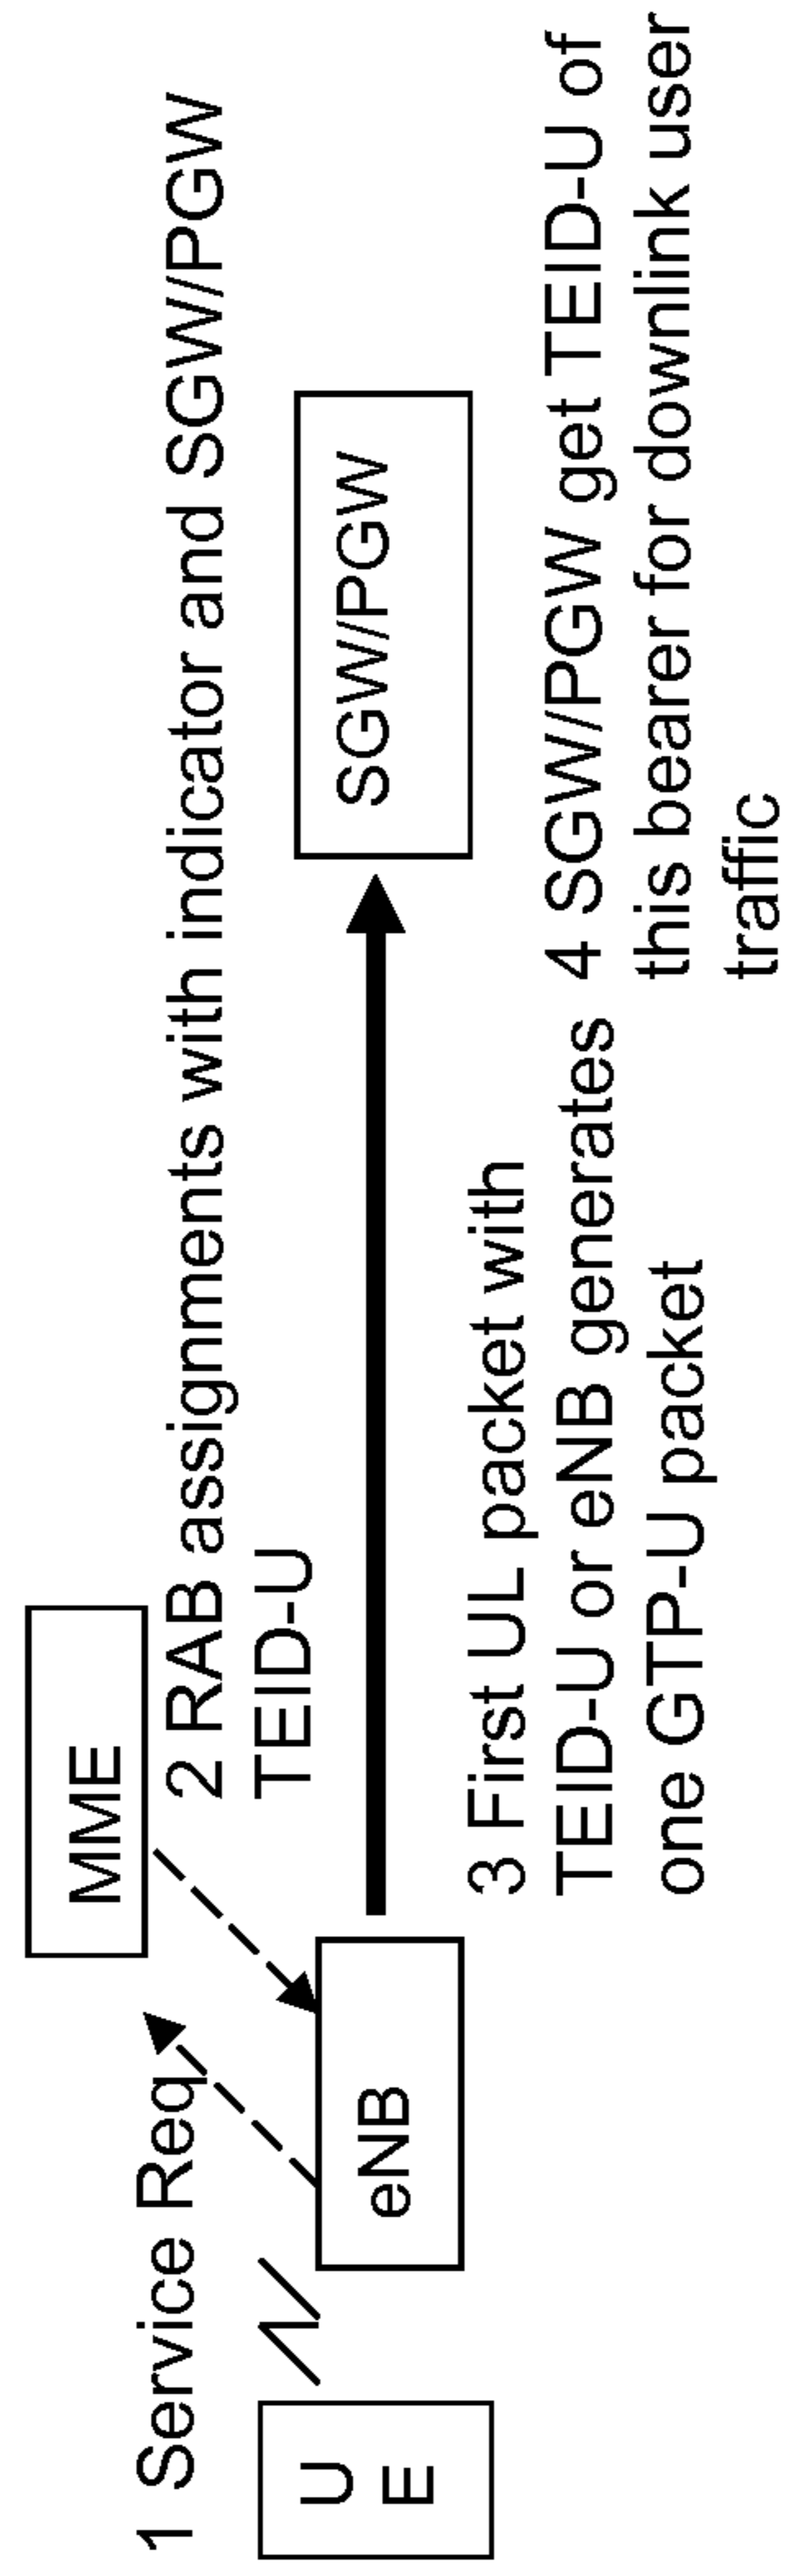 MME
1 Service Req
2 RAB assignments with indicator and SGW/PGW
TEID-U
U
E
eNB
SGW/PGW
3 First UL packet with
TEID-U or eNB generates
one GTP-U packet
4 SGW/PGW get TEID-U of
this bearer for downlink user
traffic